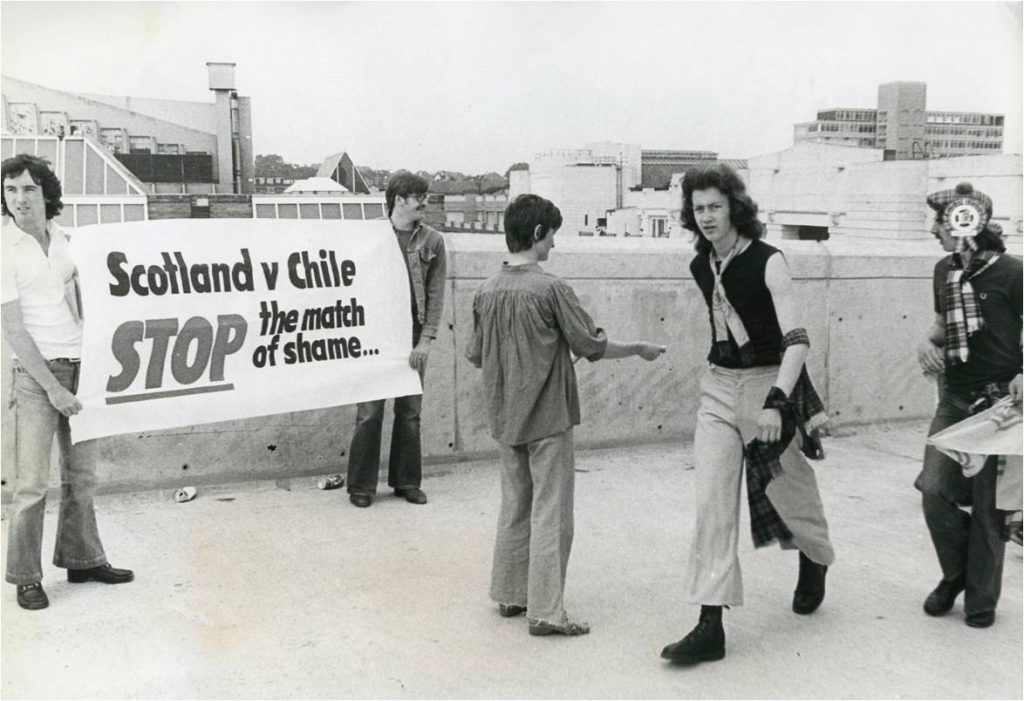 Scotland v Chile
STOP the match
of shame...